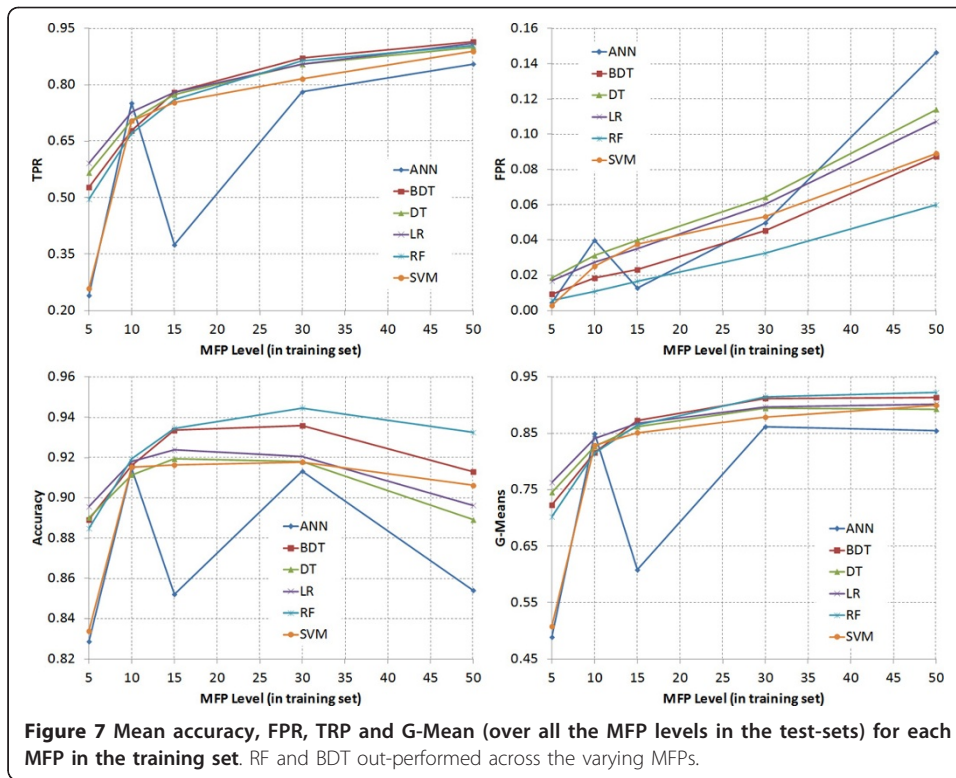 0.95
0.80
0.65
0.50
0.35
0.20
TPR
ANN
BDT
DT
LR
RF
SVM
5 10 15 20 25 30 35 40 45 50
MFP Level (in training set)
0.16
0.14
0.12
0.10
0.08
0.06
0.04
0.02
0.00
FPR
ANN
BDT
DT
LR
RF
SVM
5 10 15 20 25 30 35 40 45 50
MFP Level (in training set)
0.96
0.94
0.92
0.90
0.88
0.86
0.84
0.82
Accuracy
ANN
BDT
DT
LR
RF
SVM
5 10 15 20 25 30 35 40 45 50
MFP Level (in training set)
0.95
0.85
0.75
0.65
0.55
0.45
G-Means
ANN
BDT
DT
LR
RF
SVM
5 10 15 20 25 30 35 40 45 50
MFP Level (in training set)
Figure 7 Mean accuracy, FPR, TRP and G-Mean (over all the MFP levels in the test-sets) for each
MFP in the training set. RF and BDT out-performed across the varying MFPs.